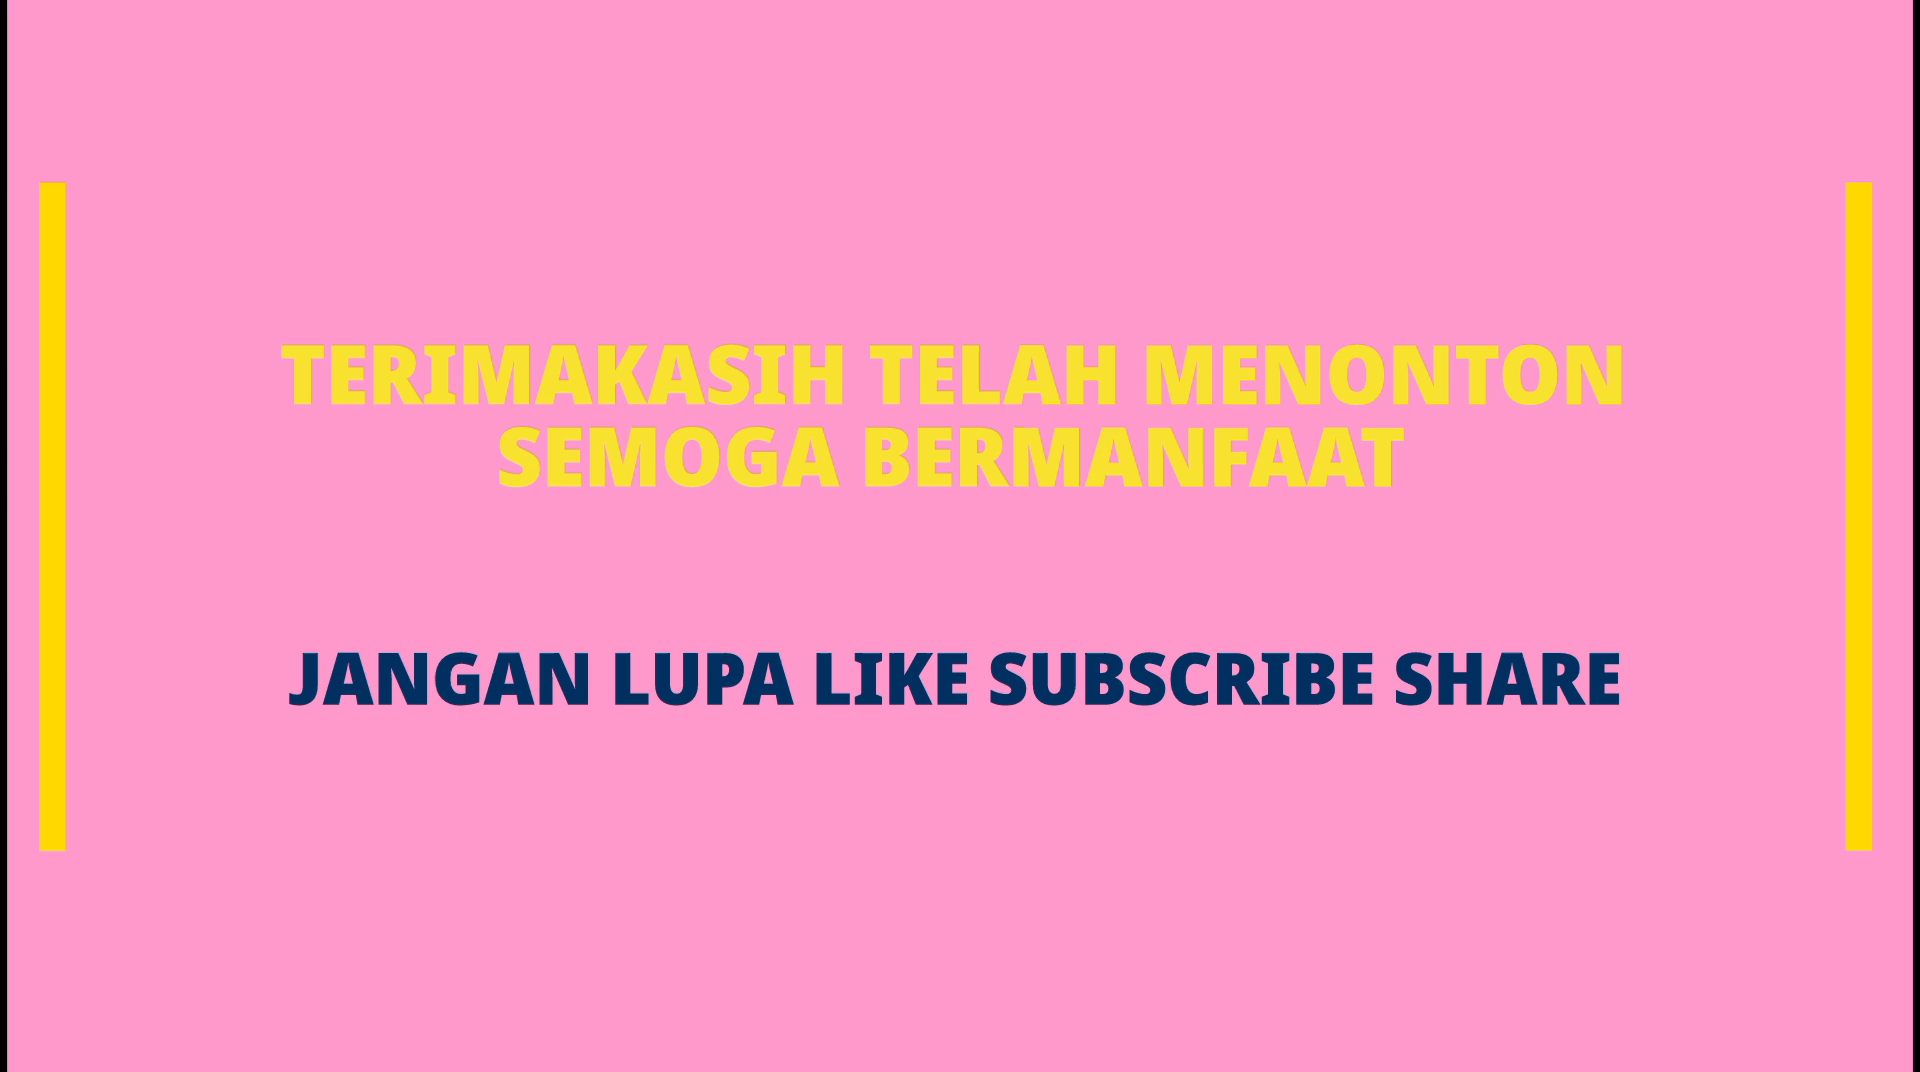 TERIMAKASIH TELAH MENONTON
SEMOGA BERMANFAAT
JANGAN LUPA LIKE SUBSCRIBE SHARE